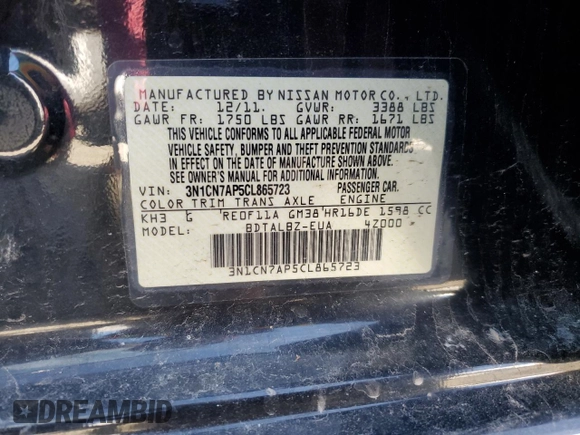 MANUFACTURED BY NISSAN MOTOR CO., LTD.
DATE: 12/11. GVWR: 3388 LBS
GAWR FR: 1750 LBS GAWR RR: 1671 LBS
THIS VEHICLE CONFORMS TO ALL APPLICABLE FEDERAL MOTOR
VEHICLE SAFETY, BUMPER AND THEFT PREVENTION STANDARDS
IN EFFECT ON THE DATE OF MANUFACTURE SHOWN ABOVE.
SEE OWNER'S MANUAL FOR ADDITIONAL INFORMATION.
VIN: 3N1CN7AP5CL865723 PASSENGER CAR.
COLOR TRIM TRANS AXLE ENGINE
KH3 G RE0F11A GM38 HR16DE 1598 CC
MODEL: BDTALBZ-EUA 4Z000
3N1CN7AP5CL865723
DREAMBID